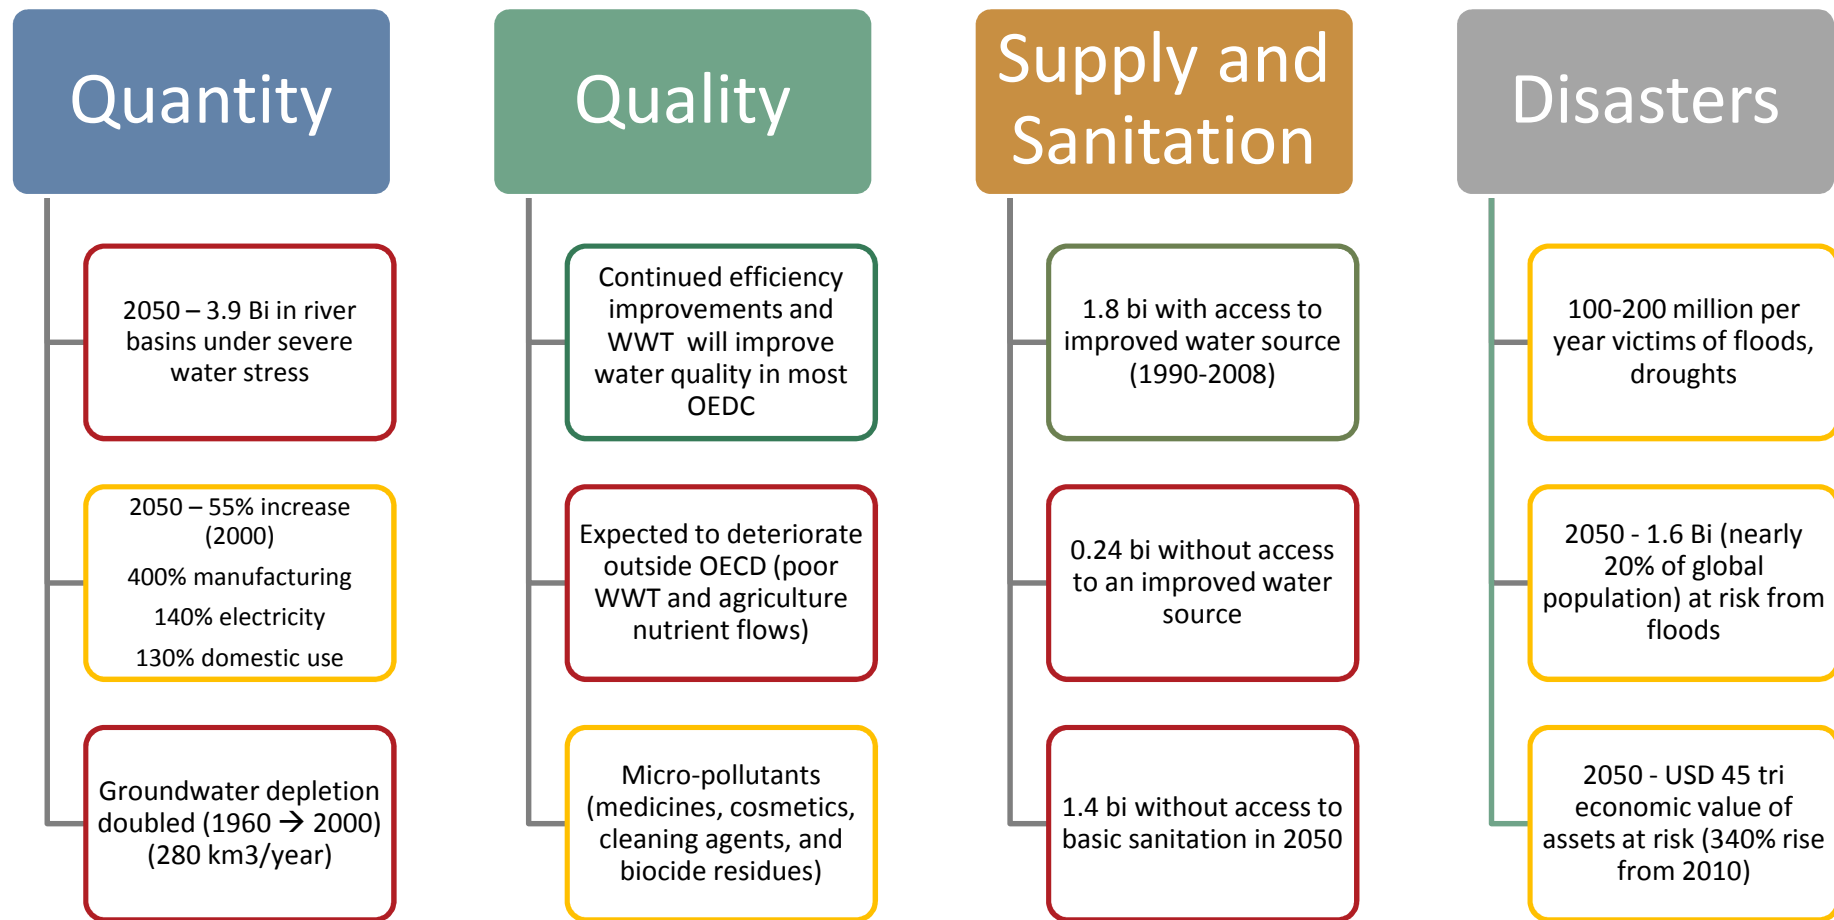 Quantity
2050 – 3.9 Bi in river
basins under severe
water stress
2050 – 55% increase
(2000)
400% manufacturing
140% electricity
130% domestic use
Groundwater depletion
doubled (1960 → 2000)
(280 km3/year)
Quality
Continued efficiency
improvements and
WWT will improve
water quality in most
OEDC
Expected to deteriorate
outside OECD (poor
WWT and agriculture
nutrient flows)
Micro-pollutants
(medicines, cosmetics,
cleaning agents, and
biocide residues)
Supply and
Sanitation
1.8 bi with access to
improved water source
(1990-2008)
0.24 bi without access
to an improved water
source
1.4 bi without access to
basic sanitation in 2050
Disasters
100-200 million per
year victims of floods,
droughts
2050 - 1.6 Bi (nearly
20% of global
population) at risk from
floods
2050 - USD 45 tri
economic value of
assets at risk (340% rise
from 2010)